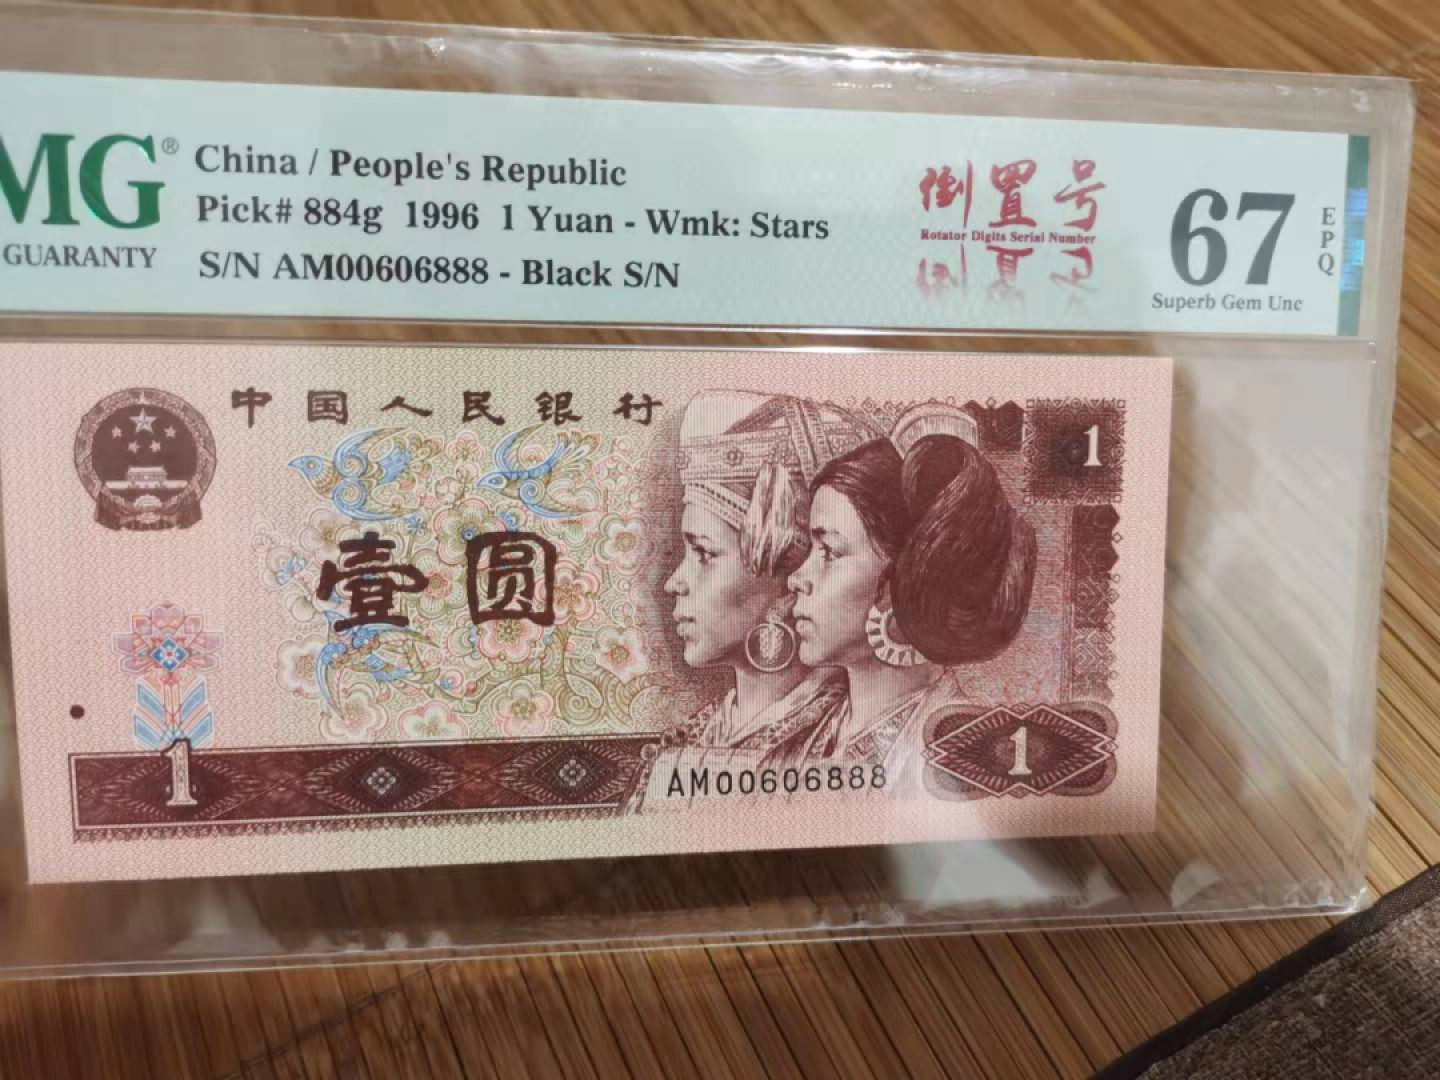 MG®
GUARANTY
China / People's Republic
Pick# 884g 1996 1 Yuan - Wmk: Stars
S/N AM00606888 - Black S/N
倒置号
Rotator Digits Serial Number
67
EPQ
Superb Gem Unc
中国人民银行
1
壹圆
1
AM00606888
1